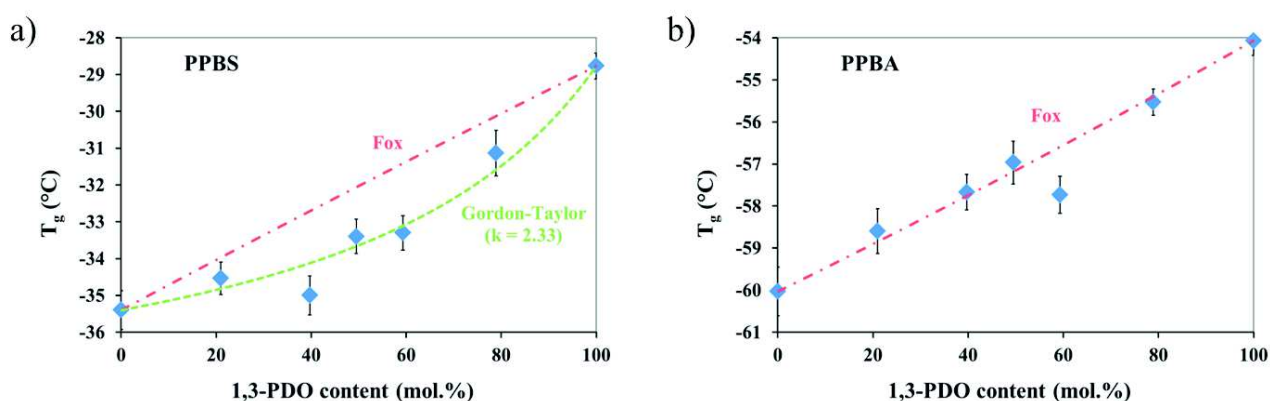 a)
PPBS
Fox
Gordon-Taylor
(k = 2.33)
Tg (°C)
-28
-29
-30
-31
-32
-33
-34
-35
-36
0 20 40 60 80 100
1,3-PDO content (mol.%)
b)
PPBA
Fox
Tg (°C)
-54
-55
-56
-57
-58
-59
-60
-61
0 20 40 60 80 100
1,3-PDO content (mol.%)